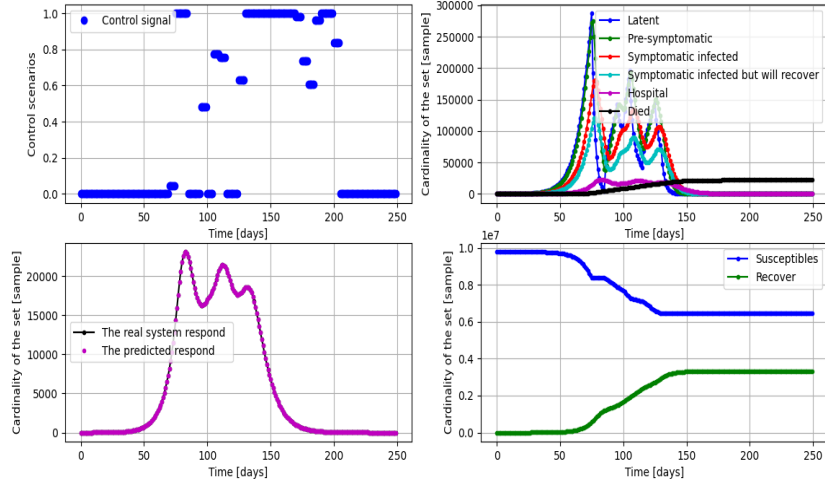 Control signal
1.0
0.8
0.6
0.4
0.2
0.0
Control scenarios
0 50 100 150 200 250
Time [days]
Latent
Pre-symptomatic
Symptomatic infected
Symptomatic infected but will recover
Hospital
Died
300000
250000
200000
150000
100000
50000
0
Cardinality of the set [sample]
0 50 100 150 200 250
Time [days]
The real system respond
The predicted respond
20000
15000
10000
5000
0
Cardinality of the set [sample]
0 50 100 150 200 250
Time [days]
1e7
Susceptibles
Recover
1.0
0.8
0.6
0.4
0.2
0.0
Cardinality of the set [sample]
0 50 100 150 200 250
Time [days]